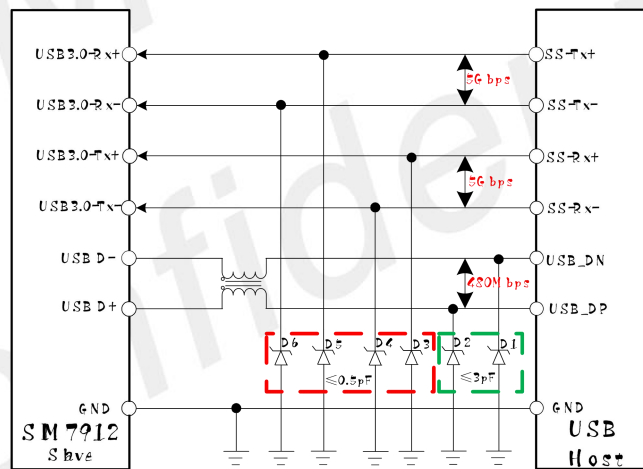 USB3.0-Rx+ SS-Tx+
5G bps
USB3.0-Rx- SS-Tx-
USB3.0-Tx+ SS-Rx+
5G bps
USB3.0-Tx- SS-Rx-
USB D- USB_DN
480M bps
USB D+ USB_DP
D6 D5 D4 D3 D2 D1
≤0.5pF ≤3pF
GND GND
SM7912 USB
Slave Host